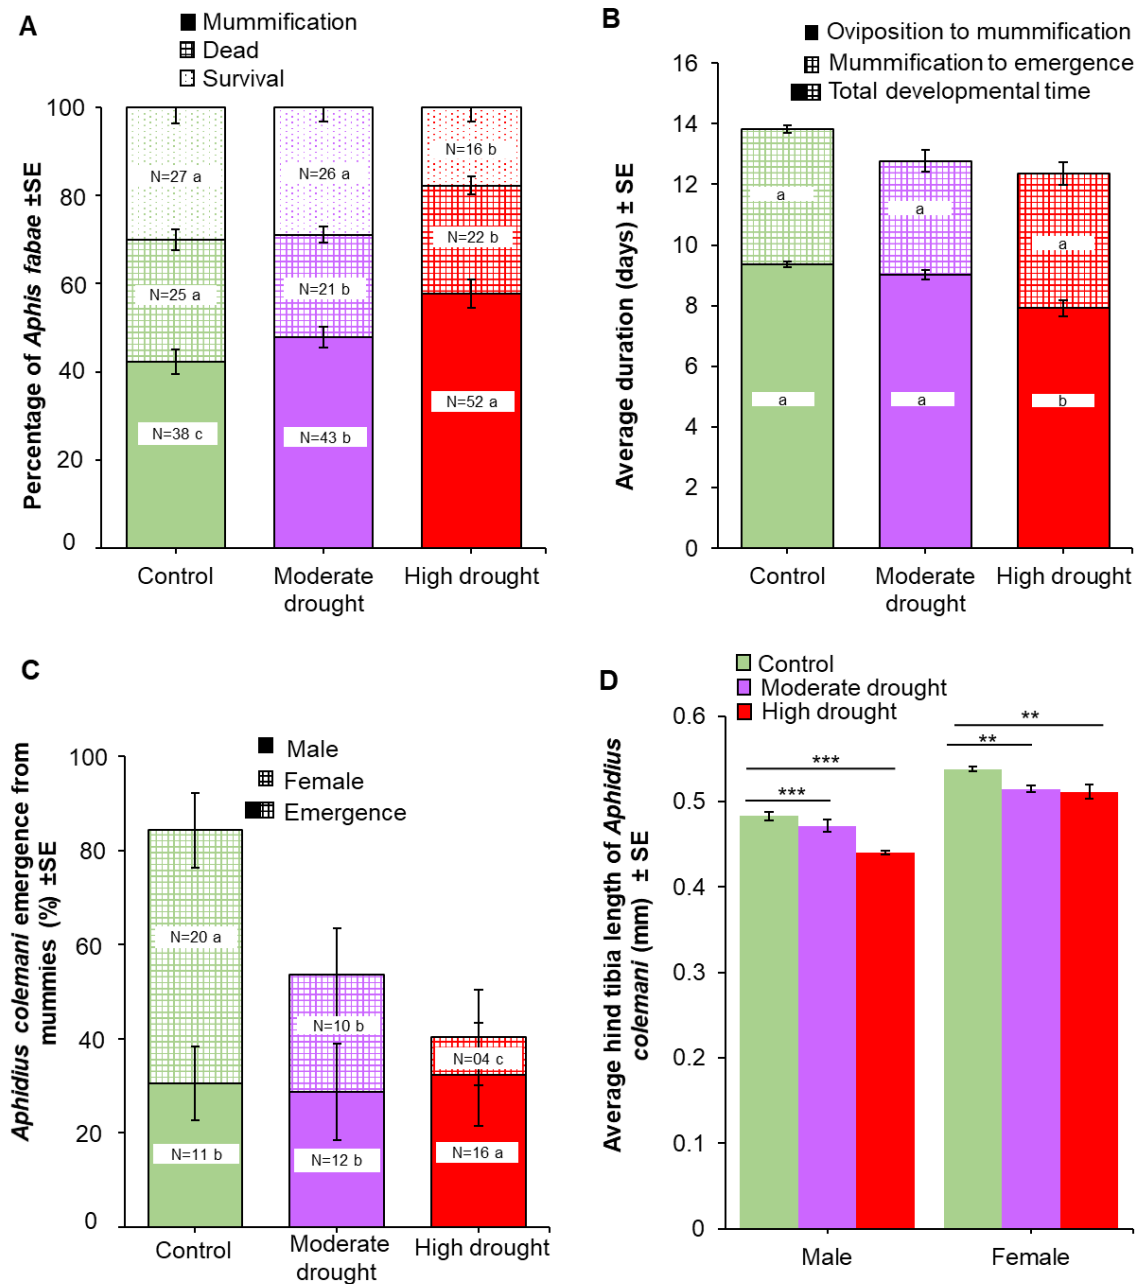 A
Mummification
Dead
Survival
Percentage of Aphis fabae ±SE
100
80
60
40
20
0
N=27 a
N=26 a
N=16 b
N=25 a
N=21 b
N=22 b
N=38 c
N=43 b
N=52 a
Control
Moderate
drought
High drought
B
Oviposition to mummification
Mummification to emergence
Total developmental time
Average duration (days) ± SE
16
14
12
10
8
6
4
2
0
a
a
a
a
a
b
Control
Moderate
drought
High drought
C
Male
Female
Emergence
Aphidius colemani emergence from
mummies (%) ±SE
100
80
60
40
20
0
N=20 a
N=10 b
N=04 c
N=11 b
N=12 b
N=16 a
Control
Moderate
drought
High drought
D
Control
Moderate drought
High drought
Average hind tibia length of Aphidius
colemani (mm) ± SE
0.6
0.5
0.4
0.3
0.2
0.1
0
***
***
**
**
Male
Female